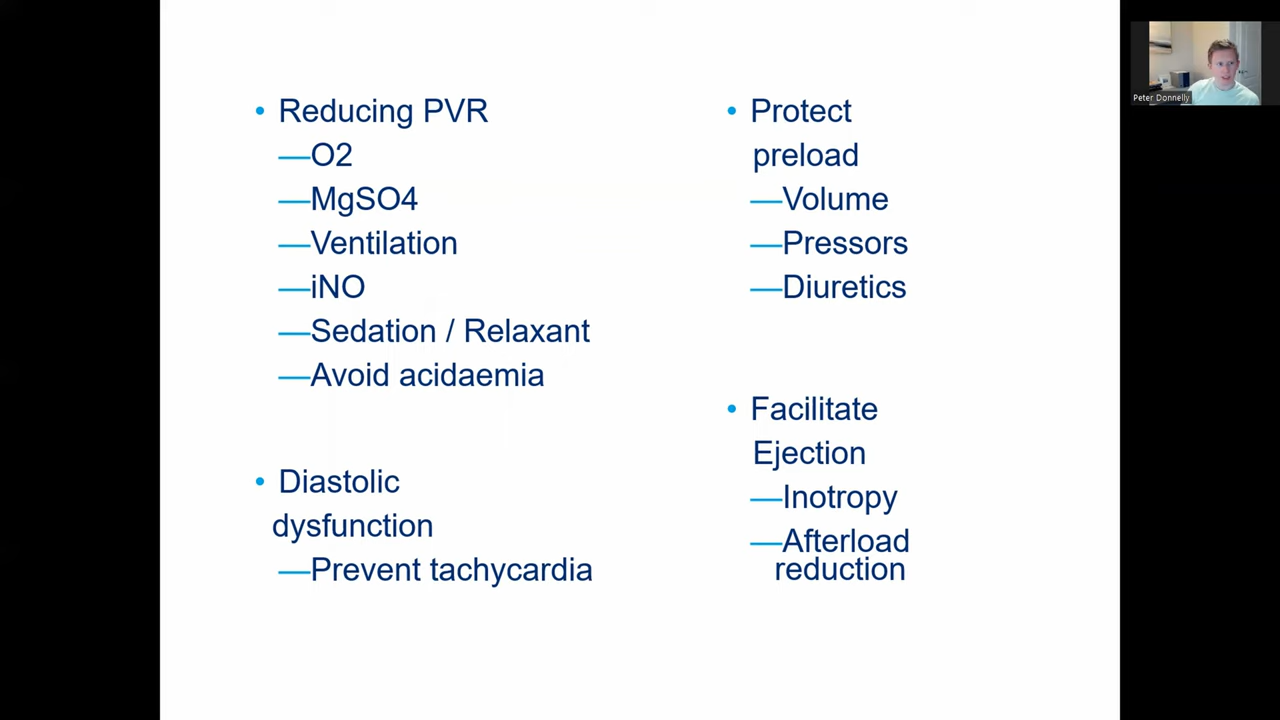 • Reducing PVR
—O2
—MgSO4
—Ventilation
—iNO
—Sedation / Relaxant
—Avoid acidaemia
• Diastolic
dysfunction
—Prevent tachycardia
• Protect
preload
—Volume
—Pressors
—Diuretics
• Facilitate
Ejection
—Inotropy
—Afterload
reduction
Peter Donnelly